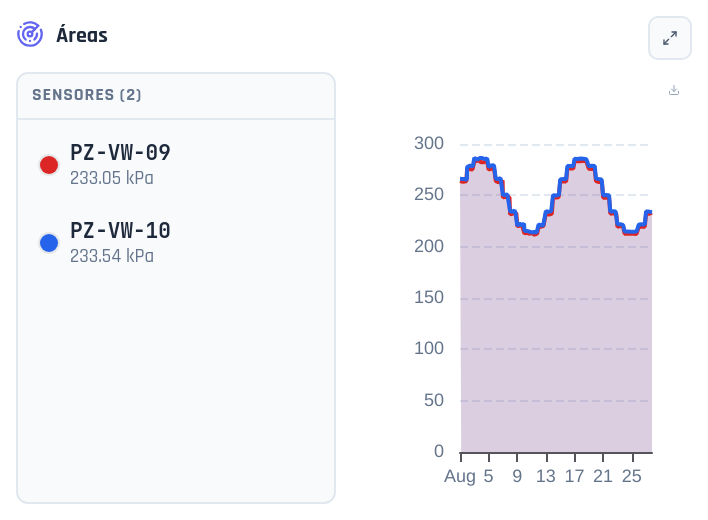 Áreas
SENSORES (2)
PZ-VW-09
233.05 kPa
PZ-VW-10
233.54 kPa
300
250
200
150
100
50
0
Aug 5 9 13 17 21 25